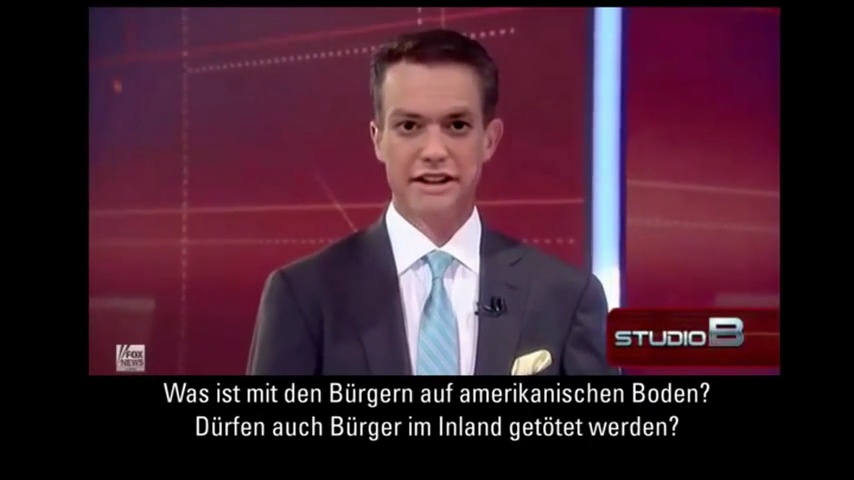 STUDIO B
FOX
NEWS
Was ist mit den Bürgern auf amerikanischen Boden?
Dürfen auch Bürger im Inland getötet werden?